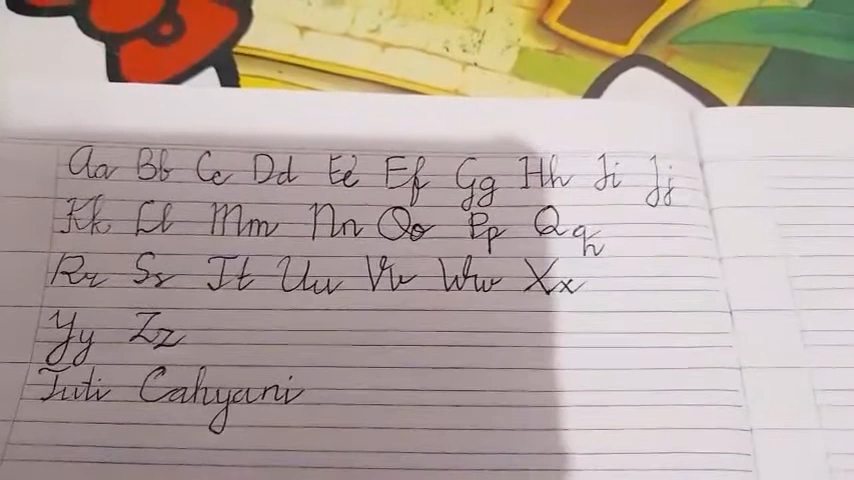 Aa Bb Cc Dd Ee Ff Gg Hh Ii Jj
Kk Ll Mm Nn Oo Pp Qq
Rr Ss Tt Uu Vv Ww Xx
Yy Zz
Tuti Cahyani